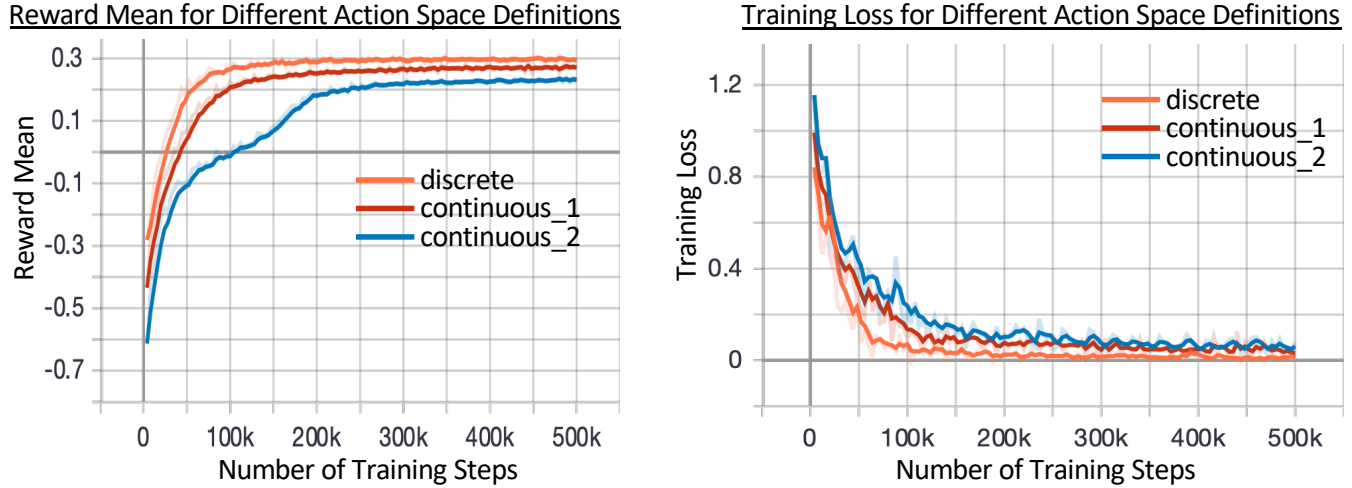 Reward Mean for Different Action Space Definitions
0.3
0.1
-0.1
-0.3
-0.5
-0.7
Reward Mean
discrete
continuous_1
continuous_2
0
100k
200k
300k
400k
500k
Number of Training Steps
Training Loss for Different Action Space Definitions
1.2
0.8
0.4
0
Training Loss
discrete
continuous_1
continuous_2
0
100k
200k
300k
400k
500k
Number of Training Steps